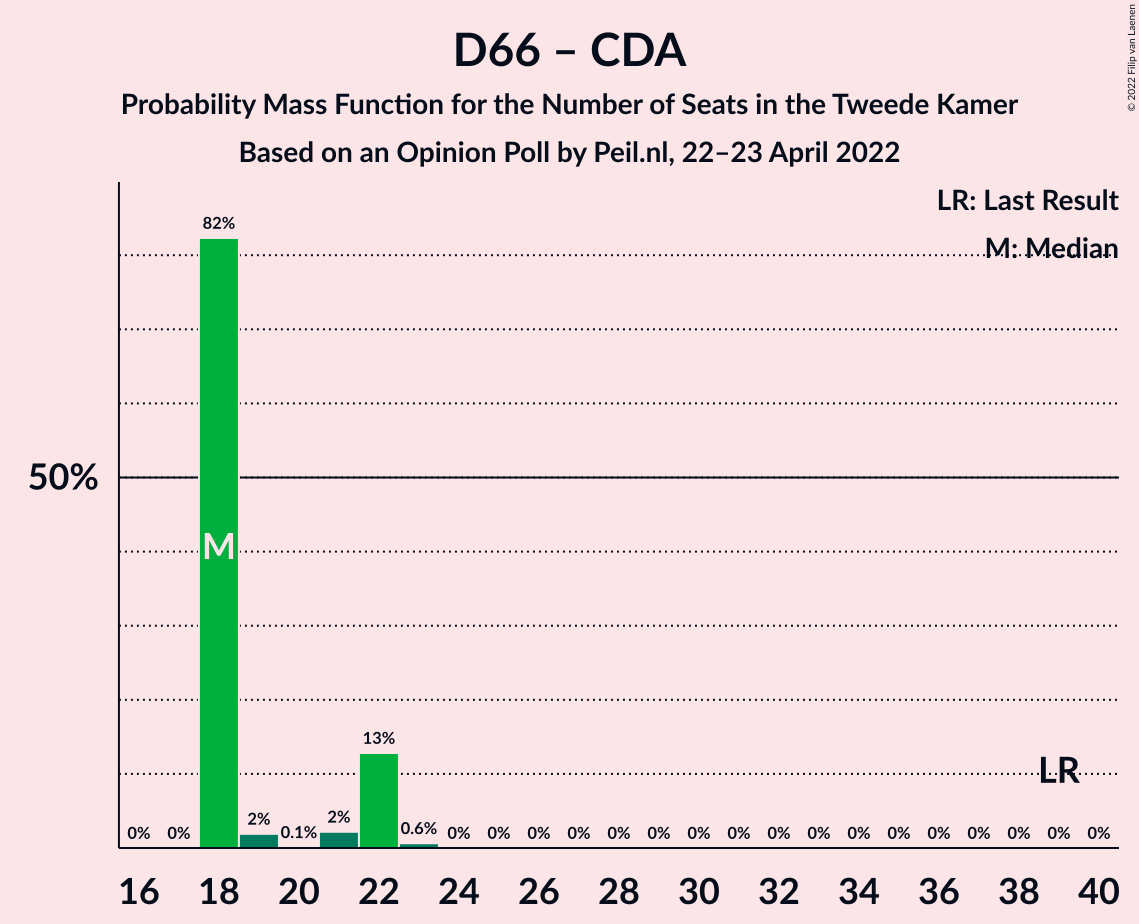 D66 – CDA
Probability Mass Function for the Number of Seats in the Tweede Kamer
Based on an Opinion Poll by Peil.nl, 22–23 April 2022
© 2022 Filip van Laenen
LR: Last Result
M: Median
82%
50%
M
13%
LR
0% 0% 2% 0.1% 2% 0.6% 0% 0% 0% 0% 0% 0% 0% 0% 0% 0% 0% 0% 0% 0% 0% 0% 0%
16 18 20 22 24 26 28 30 32 34 36 38 40